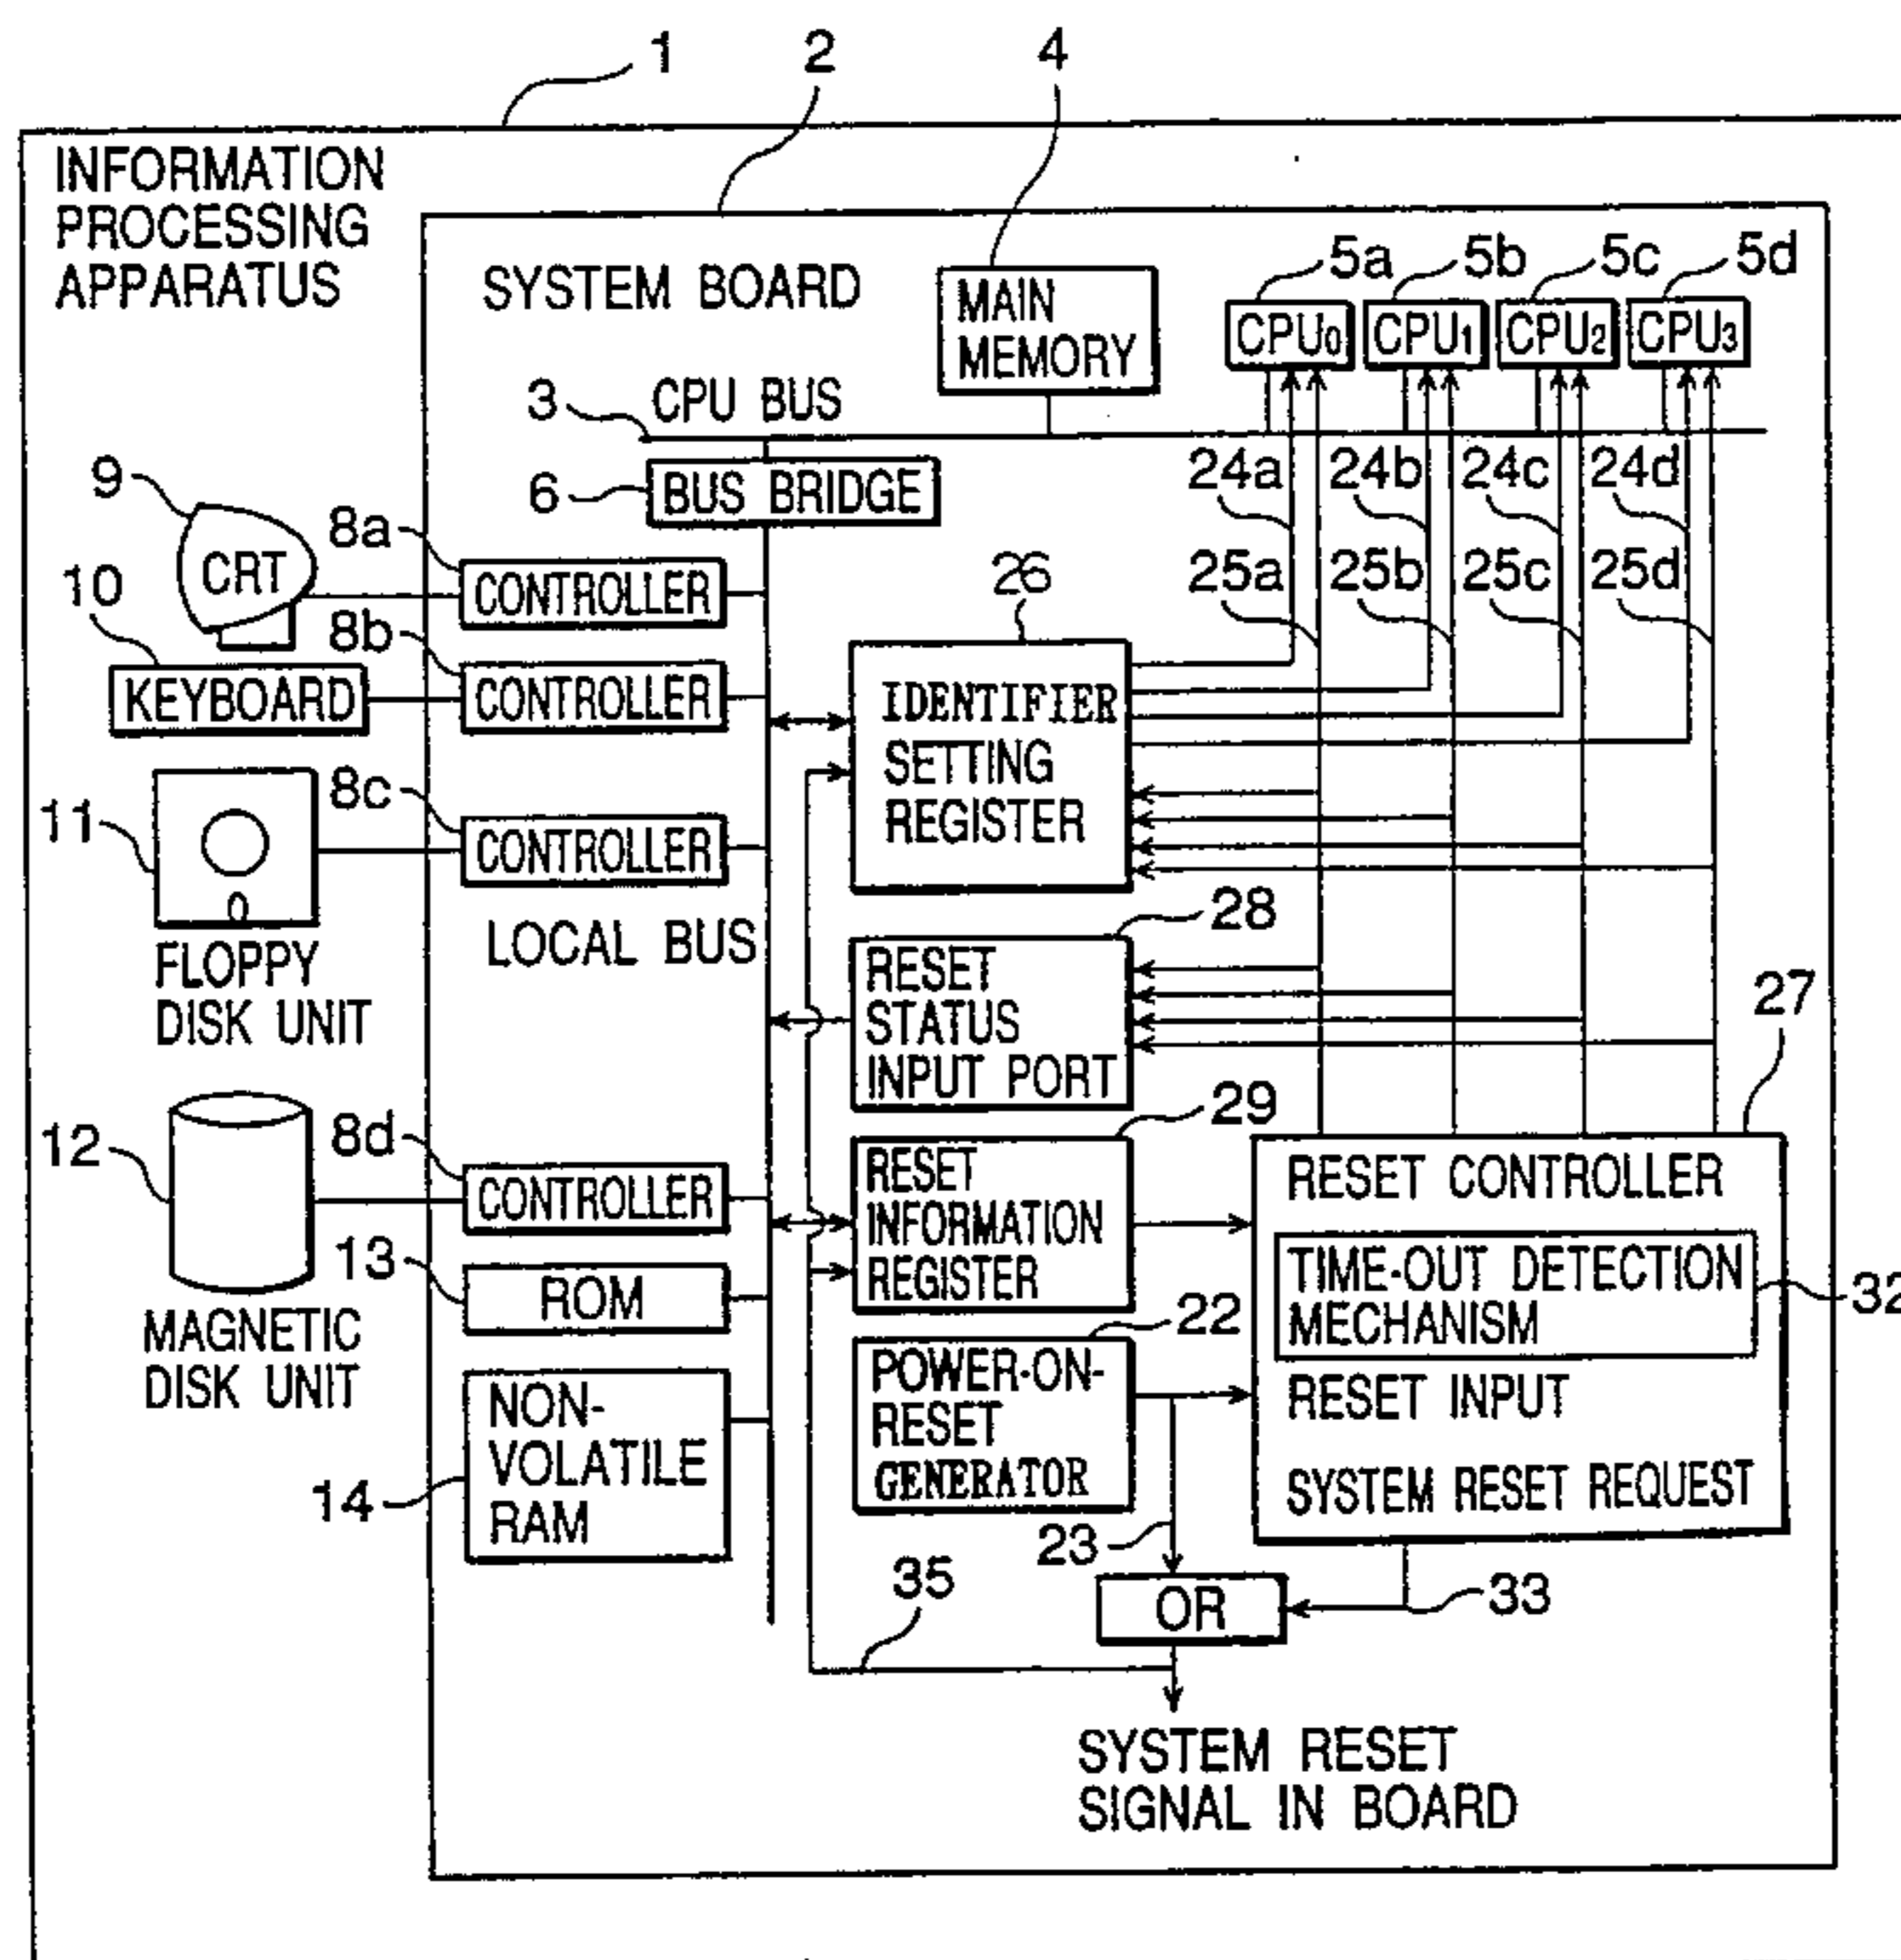 1
2
4
INFORMATION
PROCESSING
APPARATUS
SYSTEM BOARD
MAIN
MEMORY
5a
5b
5c
5d
CPU0
CPU1
CPU2
CPU3
3
CPU BUS
6
BUS BRIDGE
24a
24b
24c
24d
25a
25b
25c
25d
9
CRT
8a
CONTROLLER
10
KEYBOARD
8b
CONTROLLER
26
IDENTIFIER
SETTING
REGISTER
11
8c
CONTROLLER
FLOPPY
DISK UNIT
LOCAL BUS
28
RESET
STATUS
INPUT PORT
27
12
8d
CONTROLLER
MAGNETIC
DISK UNIT
29
RESET
INFORMATION
REGISTER
RESET CONTROLLER
TIME-OUT DETECTION
MECHANISM
32
RESET INPUT
SYSTEM RESET REQUEST
13
ROM
22
POWER-ON-
RESET
GENERATOR
14
NON-
VOLATILE
RAM
23
OR
33
35
SYSTEM RESET
SIGNAL IN BOARD